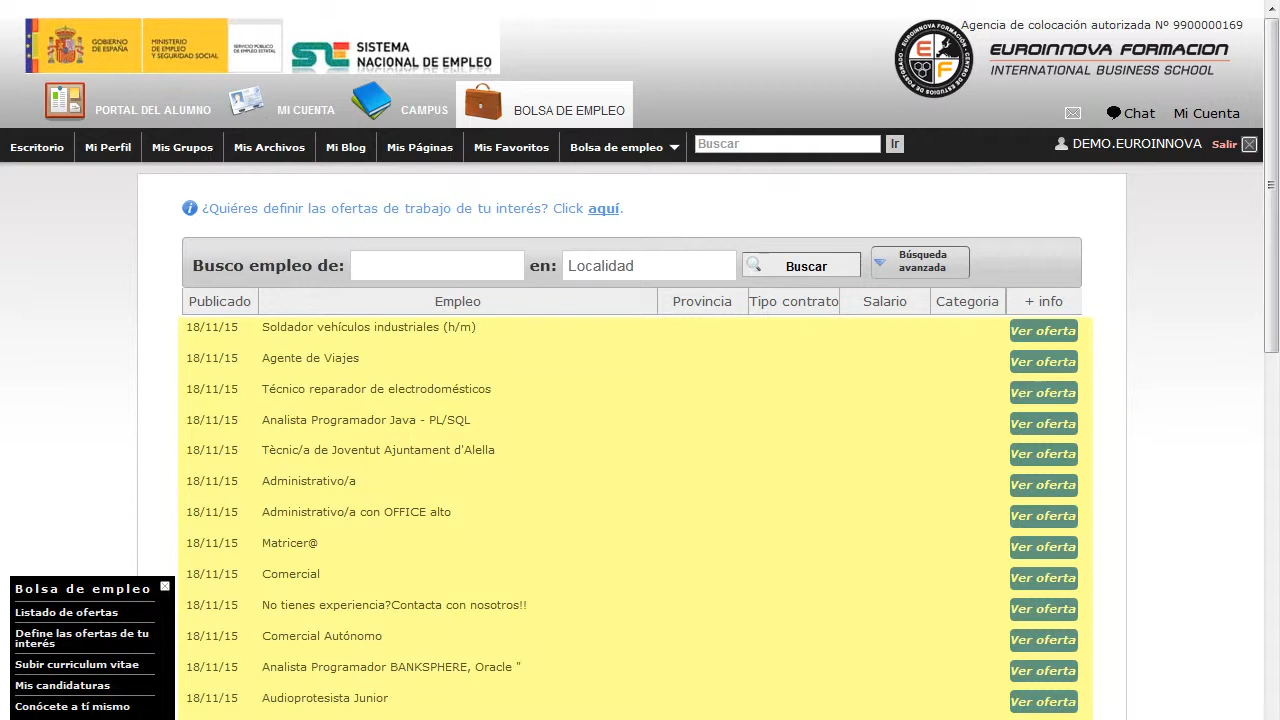 GOBIERNO DE ESPAÑA
MINISTERIO DE EMPLEO Y SEGURIDAD SOCIAL
SERVICIO PÚBLICO DE EMPLEO ESTATAL
SISTEMA NACIONAL DE EMPLEO
Agencia de colocación autorizada Nº 9900000169
EUROINNOVA FORMACION
INTERNATIONAL BUSINESS SCHOOL
PORTAL DEL ALUMNO
MI CUENTA
CAMPUS
BOLSA DE EMPLEO
Chat
Mi Cuenta
Escritorio
Mi Perfil
Mis Grupos
Mis Archivos
Mi Blog
Mis Páginas
Mis Favoritos
Bolsa de empleo
Buscar
Ir
DEMO.EUROINNOVA
Salir
¿Quiéres definir las ofertas de trabajo de tu interés? Click aquí.
Busco empleo de:
en:
Localidad
Buscar
Búsqueda avanzada
Publicado Empleo Provincia Tipo contrato Salario Categoria + info
18/11/15 Soldador vehículos industriales (h/m) Ver oferta
18/11/15 Agente de Viajes Ver oferta
18/11/15 Técnico reparador de electrodomésticos Ver oferta
18/11/15 Analista Programador Java - PL/SQL Ver oferta
18/11/15 Tècnic/a de Joventut Ajuntament d'Alella Ver oferta
18/11/15 Administrativo/a Ver oferta
18/11/15 Administrativo/a con OFFICE alto Ver oferta
18/11/15 Matricer@ Ver oferta
18/11/15 Comercial Ver oferta
18/11/15 No tienes experiencia?Contacta con nosotros!! Ver oferta
18/11/15 Comercial Autónomo Ver oferta
18/11/15 Analista Programador BANKSPHERE, Oracle " Ver oferta
18/11/15 Audioprotesista Junior Ver oferta
Bolsa de empleo
Listado de ofertas
Define las ofertas de tu interés
Subir curriculum vitae
Mis candidaturas
Conócete a tí mismo